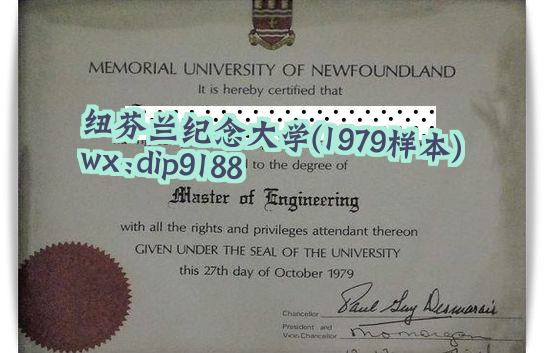 MEMORIAL UNIVERSITY OF NEWFOUNDLAND
It is hereby certified that
纽芬兰纪念大学(1979样本)
wx:dip9188
to the degree of
Master of Engineering
with all the rights and privileges attendant thereon
GIVEN UNDER THE SEAL OF THE UNIVERSITY
this 27th day of October 1979
Chancellor Paul Guy Desmarais
President and
Vice-Chancellor